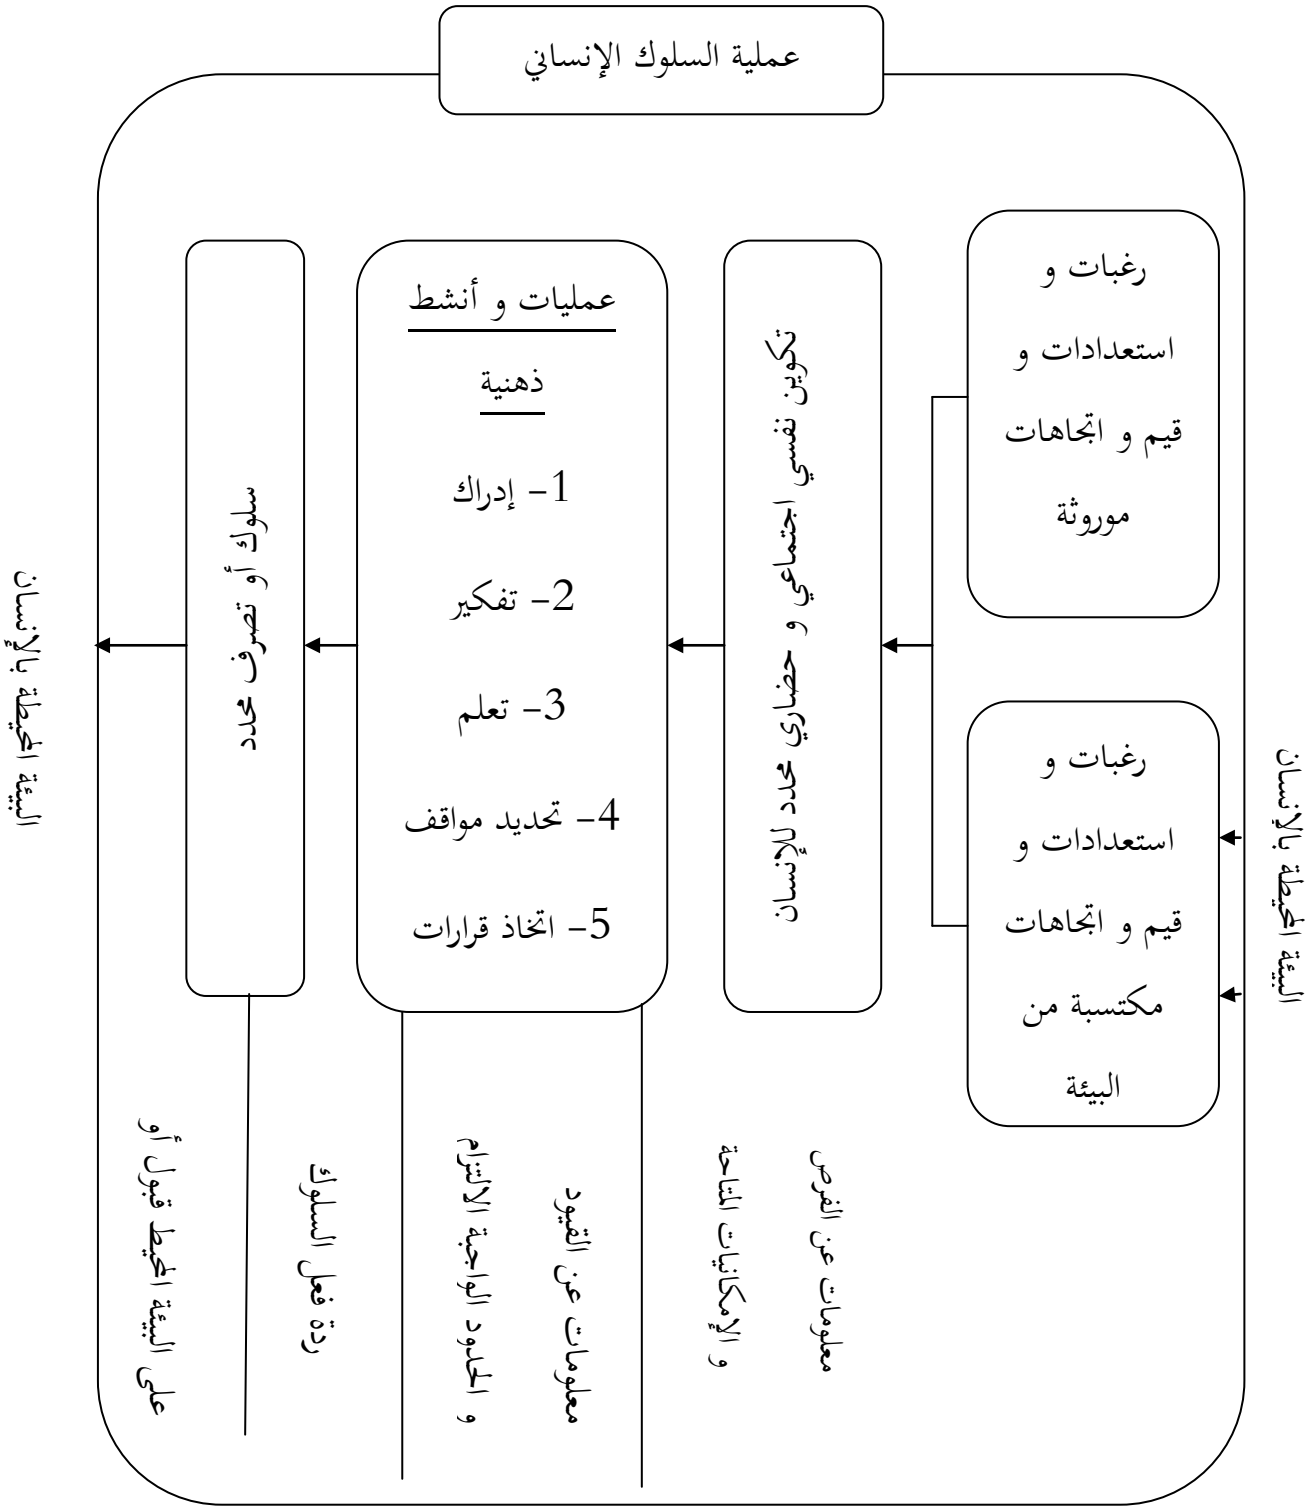 عملية السلوك الإنساني
رغبات و
استعدادات و
قيم و اتجاهات
موروثة
رغبات و
استعدادات و
قيم و اتجاهات
مكتسبة من
البيئة
البيئة المحيطة بالإنسان
تكوين نفسي اجتماعي و حضاري محدد للإنسان
عمليات و أنشط
ذهنية
1- إدراك
2- تفكير
3- تعلم
4- تحديد مواقف
5- اتخاذ قرارات
سلوك أو تصرف محدد
البيئة المحيطة بالإنسان
معلومات عن الفرص
و الإمكانيات المتاحة
معلومات عن القيود
و الحدود الواجبة الالتزام
ردة فعل السلوك
على البيئة المحيط قبول أو